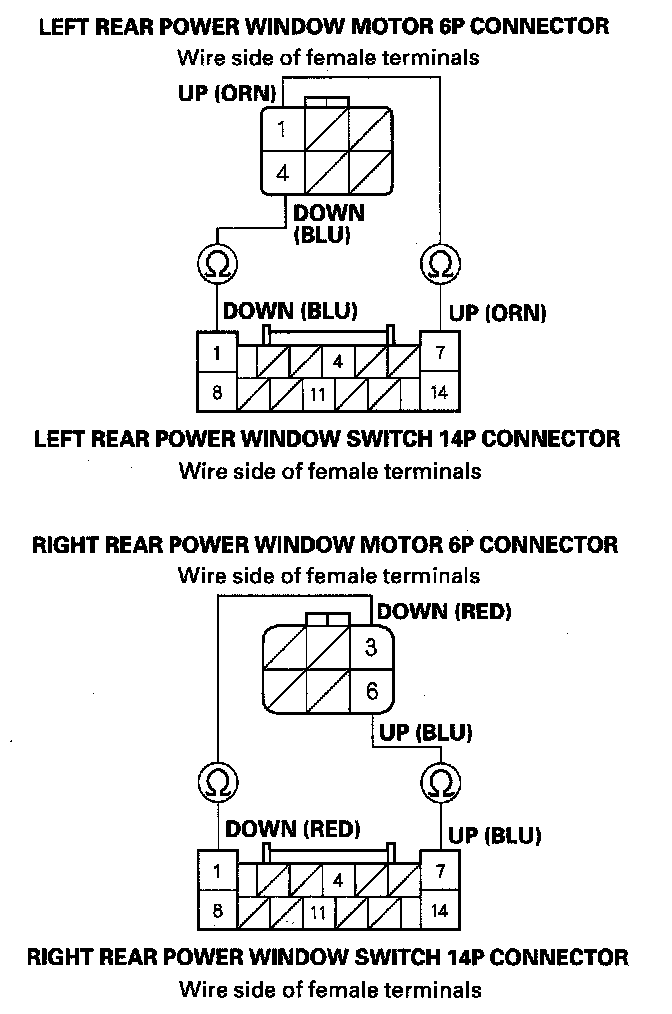 LEFT REAR POWER WINDOW MOTOR 6P CONNECTOR
Wire side of female terminals
UP (ORN)
1
4
DOWN
(BLU)
Ω Ω
DOWN (BLU) UP (ORN)
1 4 7
8 11 14
LEFT REAR POWER WINDOW SWITCH 14P CONNECTOR
Wire side of female terminals
RIGHT REAR POWER WINDOW MOTOR 6P CONNECTOR
Wire side of female terminals
DOWN (RED)
3
6
UP (BLU)
Ω Ω
DOWN (RED) UP (BLU)
1 4 7
8 11 14
RIGHT REAR POWER WINDOW SWITCH 14P CONNECTOR
Wire side of female terminals